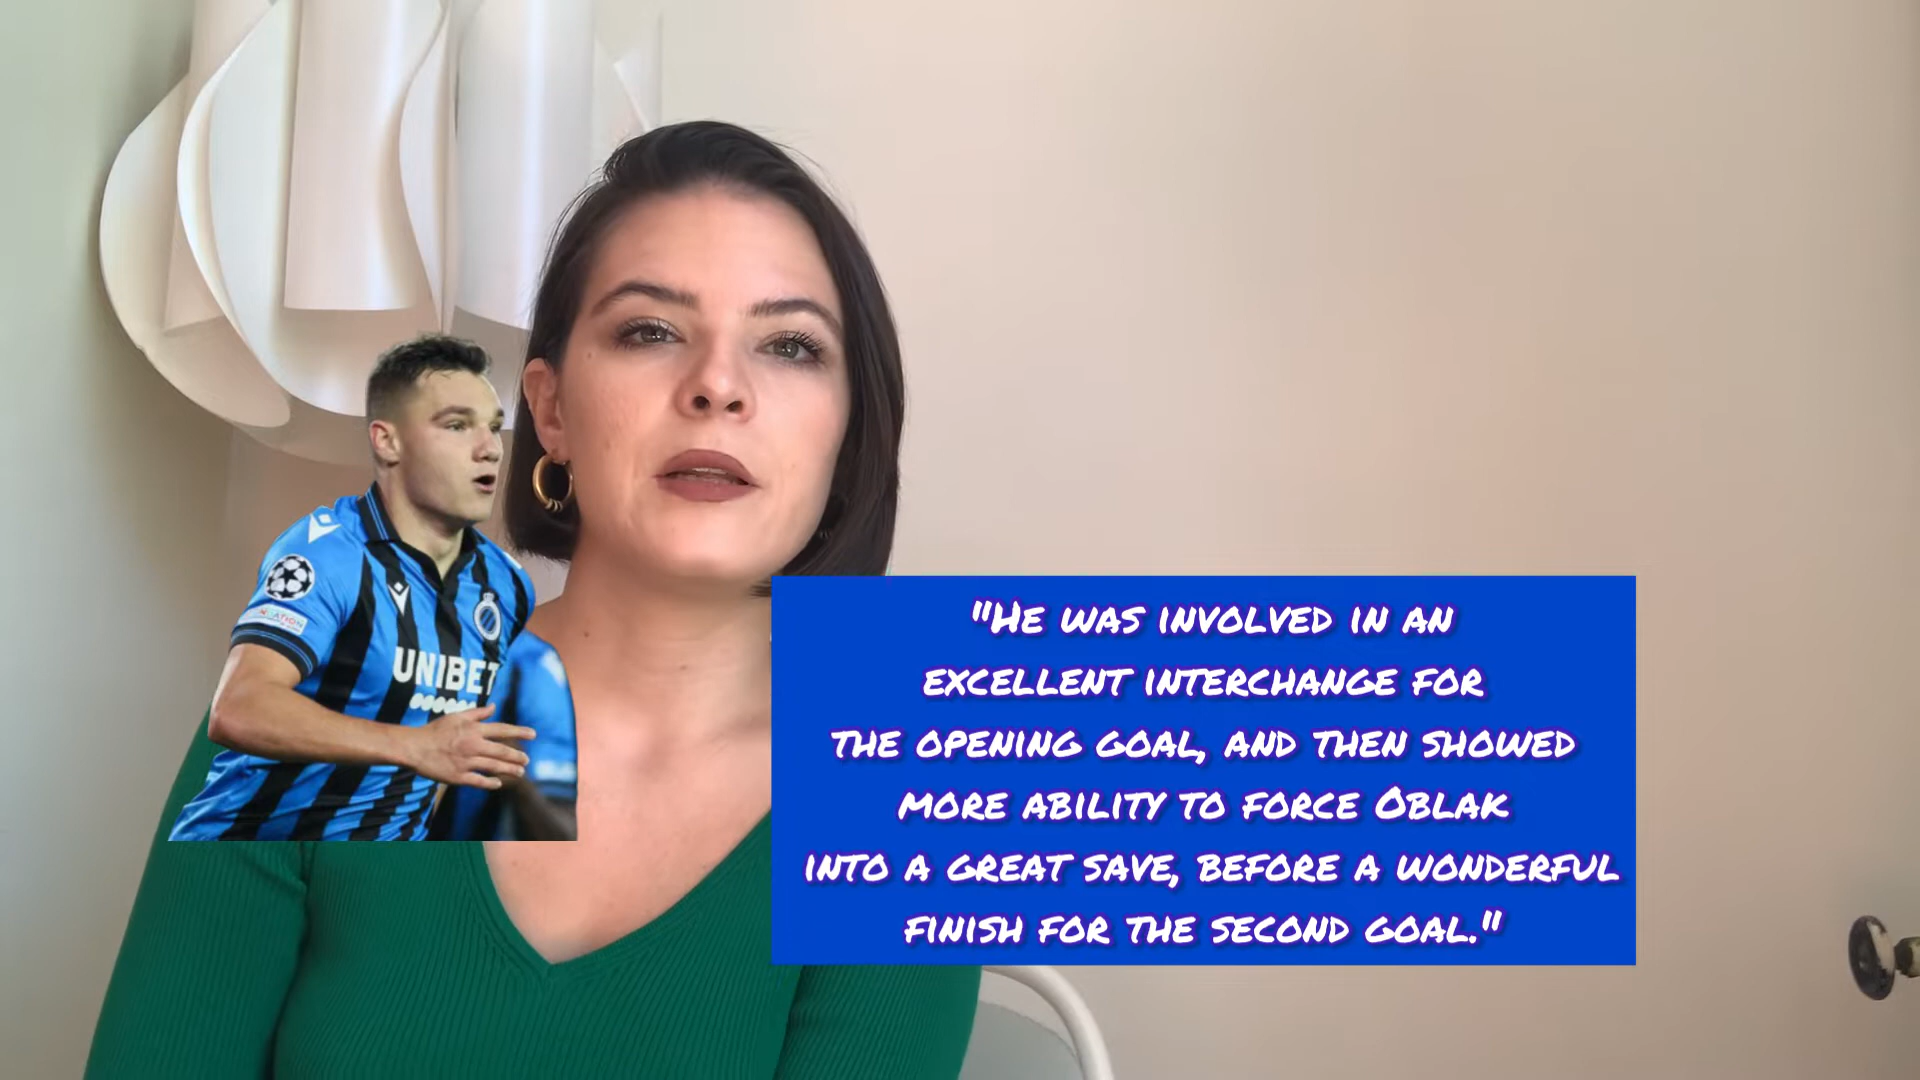 UNIBET
"HE WAS INVOLVED IN AN
EXCELLENT INTERCHANGE FOR
THE OPENING GOAL, AND THEN SHOWED
MORE ABILITY TO FORCE OBLAK
INTO A GREAT SAVE, BEFORE A WONDERFUL
FINISH FOR THE SECOND GOAL."